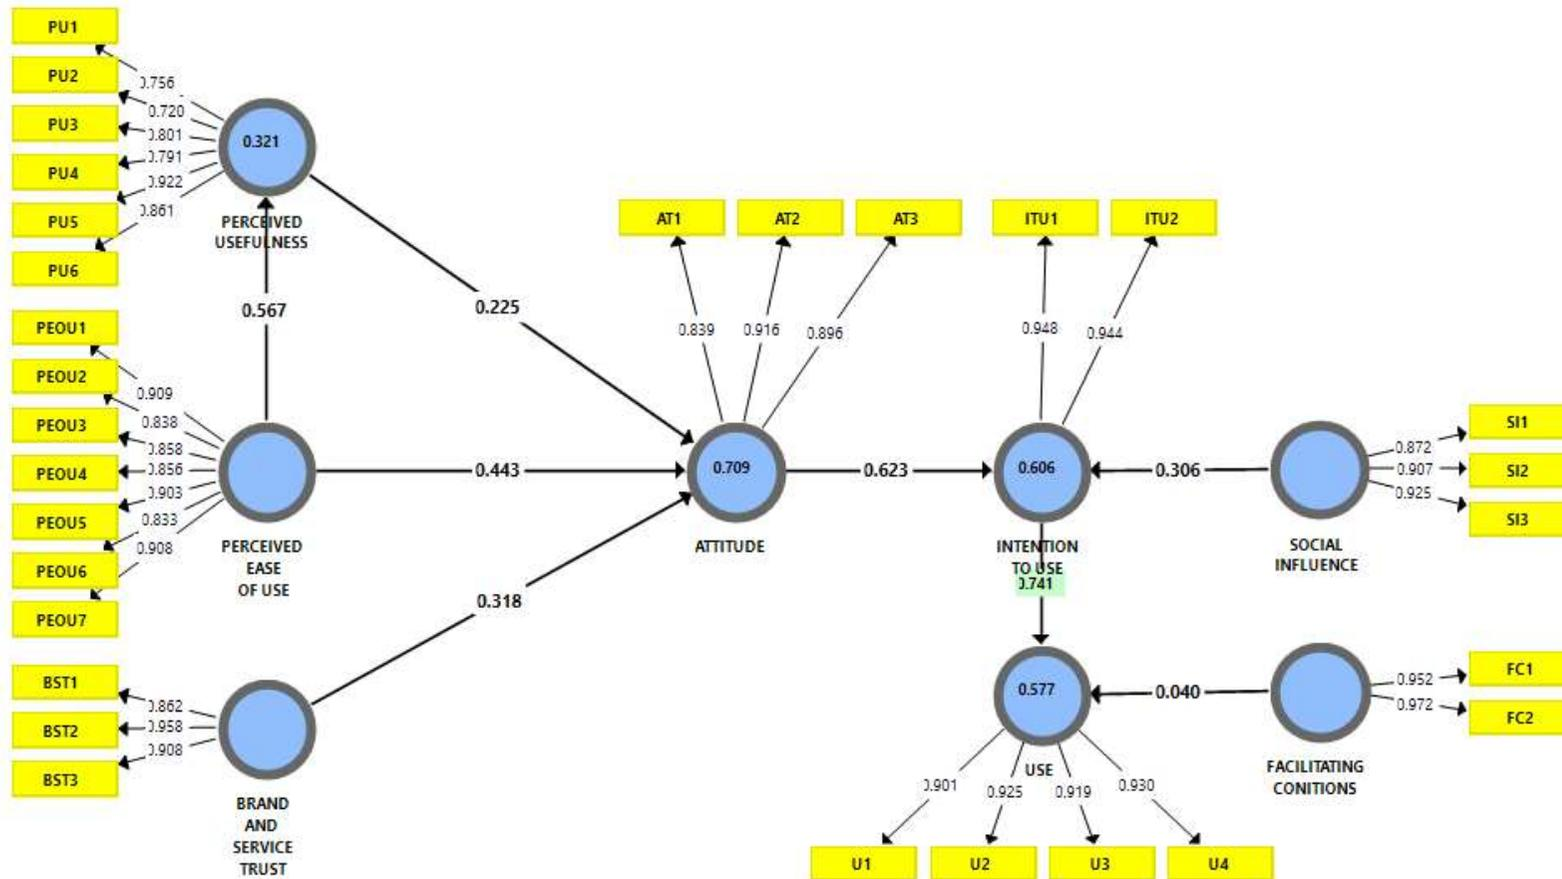 PU1
PU2
PU3
PU4
PU5
PU6
0.756
0.720
0.801
0.791
0.922
0.861
0.321
PERCEIVED
USEFULNESS
0.567
0.225
PEOU1
PEOU2
PEOU3
PEOU4
PEOU5
PEOU6
PEOU7
0.909
0.838
0.858
0.856
0.903
0.833
0.908
PERCEIVED
EASE
OF USE
0.443
0.318
BST1
BST2
BST3
0.862
0.958
0.908
BRAND
AND
SERVICE
TRUST
AT1
AT2
AT3
0.839
0.916
0.896
0.709
ATTITUDE
0.623
ITU1
ITU2
0.948
0.944
0.606
INTENTION
TO USE
0.741
0.306
SOCIAL
INFLUENCE
0.872
0.907
0.925
SI1
SI2
SI3
0.577
USE
0.040
FACILITATING
CONITIONS
0.952
0.972
FC1
FC2
0.901
0.925
0.919
0.930
U1
U2
U3
U4